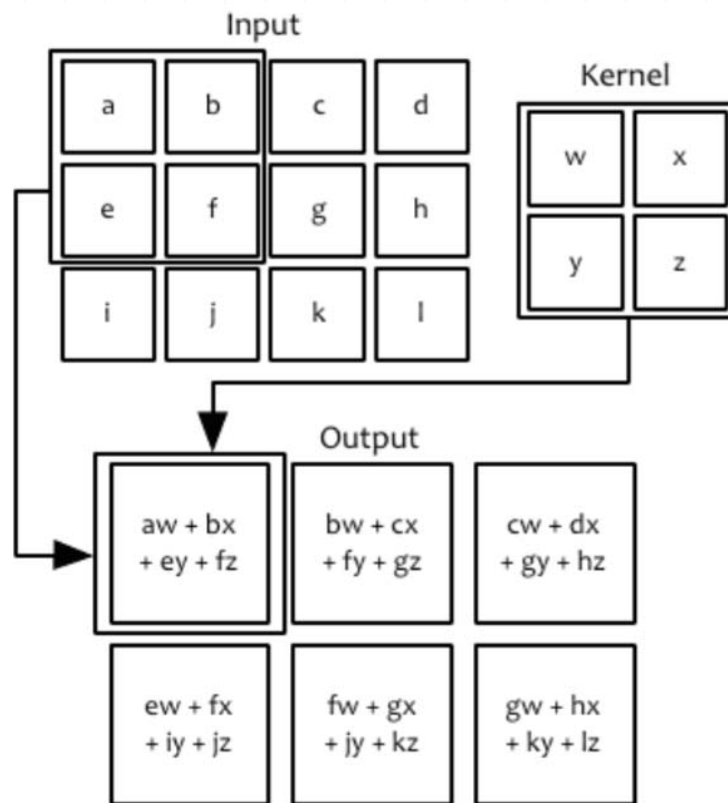 Input
a b c d
e f g h
i j k l
Kernel
w x
y z
Output
aw + bx
+ ey + fz
bw + cx
+ fy + gz
cw + dx
+ gy + hz
ew + fx
+ iy + jz
fw + gx
+ jy + kz
gw + hx
+ ky + lz